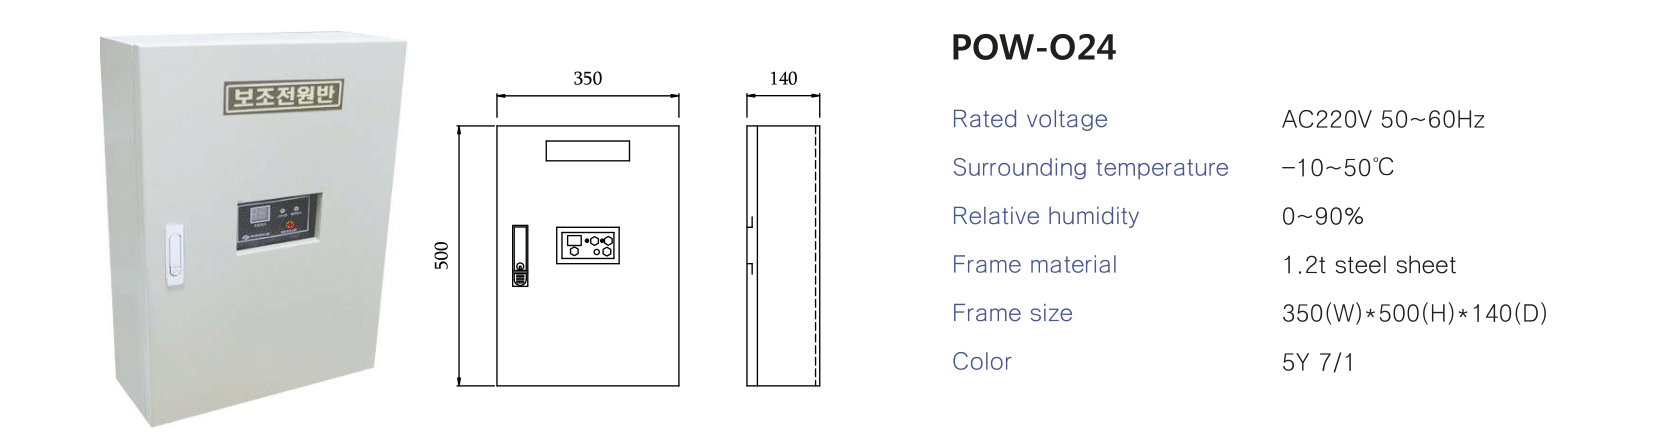 보조전원반
350
140
500
POW-O24
Rated voltage AC220V 50~60Hz
Surrounding temperature -10~50℃
Relative humidity 0~90%
Frame material 1.2t steel sheet
Frame size 350(W)*500(H)*140(D)
Color 5Y 7/1